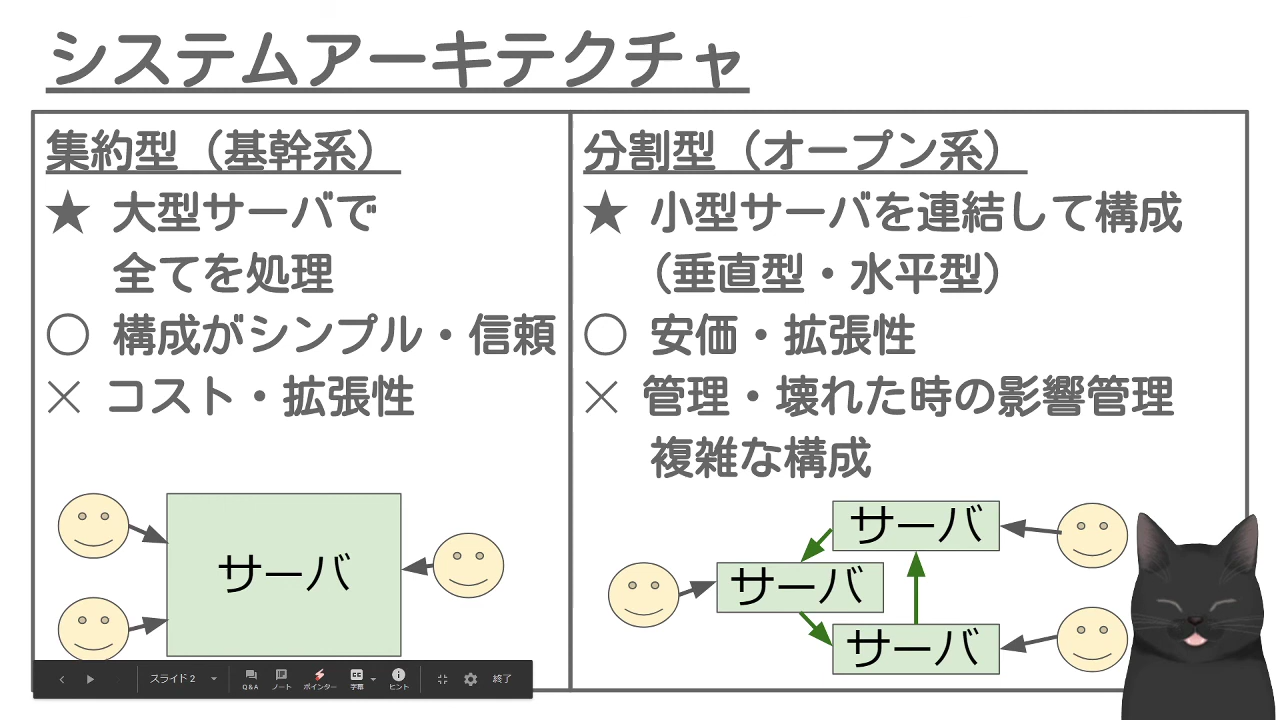 システムアーキテクチャ
集約型（基幹系）
★ 大型サーバで
全てを処理
○ 構成がシンプル・信頼
× コスト・拡張性
サーバ
分割型（オープン系）
★ 小型サーバを連結して構成
（垂直型・水平型）
○ 安価・拡張性
× 管理・壊れた時の影響管理
複雑な構成
サーバ
サーバ
サーバ
スライド 2 Q&A ノート ポインター 字幕 ヒント 終了